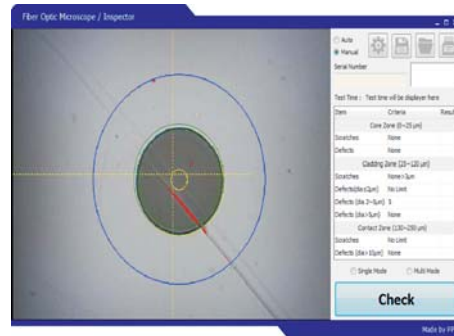 Fiber Optic Microscope / Inspector
Auto
Manual
Serial Number
Test Time : Test time will be displayer here
Item Criteria Resul
Core Zone (0~25 μm)
Scratches None
Defects None
Cladding Zone (25~120 μm)
Scratches None>3μm
Defects(dia≤2μm) No Limit
Defects (dia 2~5μm) 5
Defects (dia>5μm) None
Contact Zone (130~250 μm)
Scratches No Limit
Defects (dia>10μm) None
Single Mode Multi Mode
Check
Made by